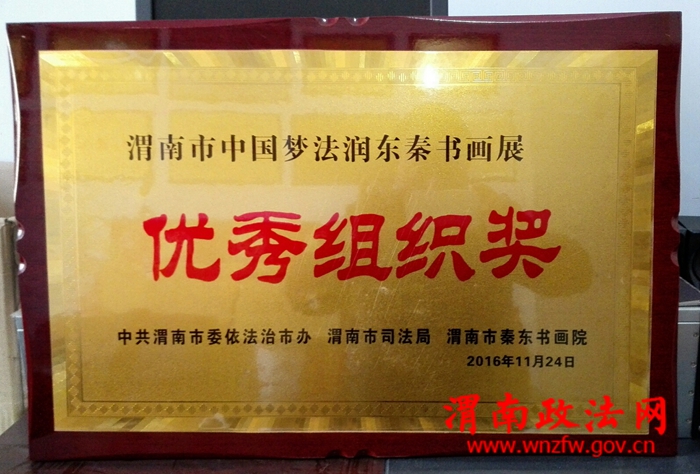 渭南市中国梦法润东秦书画展
优秀组织奖
中共渭南市委依法治市办 渭南市司法局 渭南市秦东书画院
2016年11月24日
渭南政法网
www.wnzfw.gov.cn